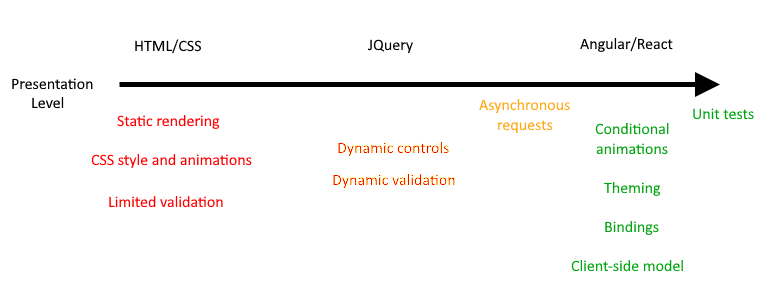 HTML/CSS
JQuery
Angular/React
Presentation
Level
Static rendering
CSS style and animations
Limited validation
Dynamic controls
Dynamic validation
Asynchronous
requests
Conditional
animations
Theming
Bindings
Client-side model
Unit tests